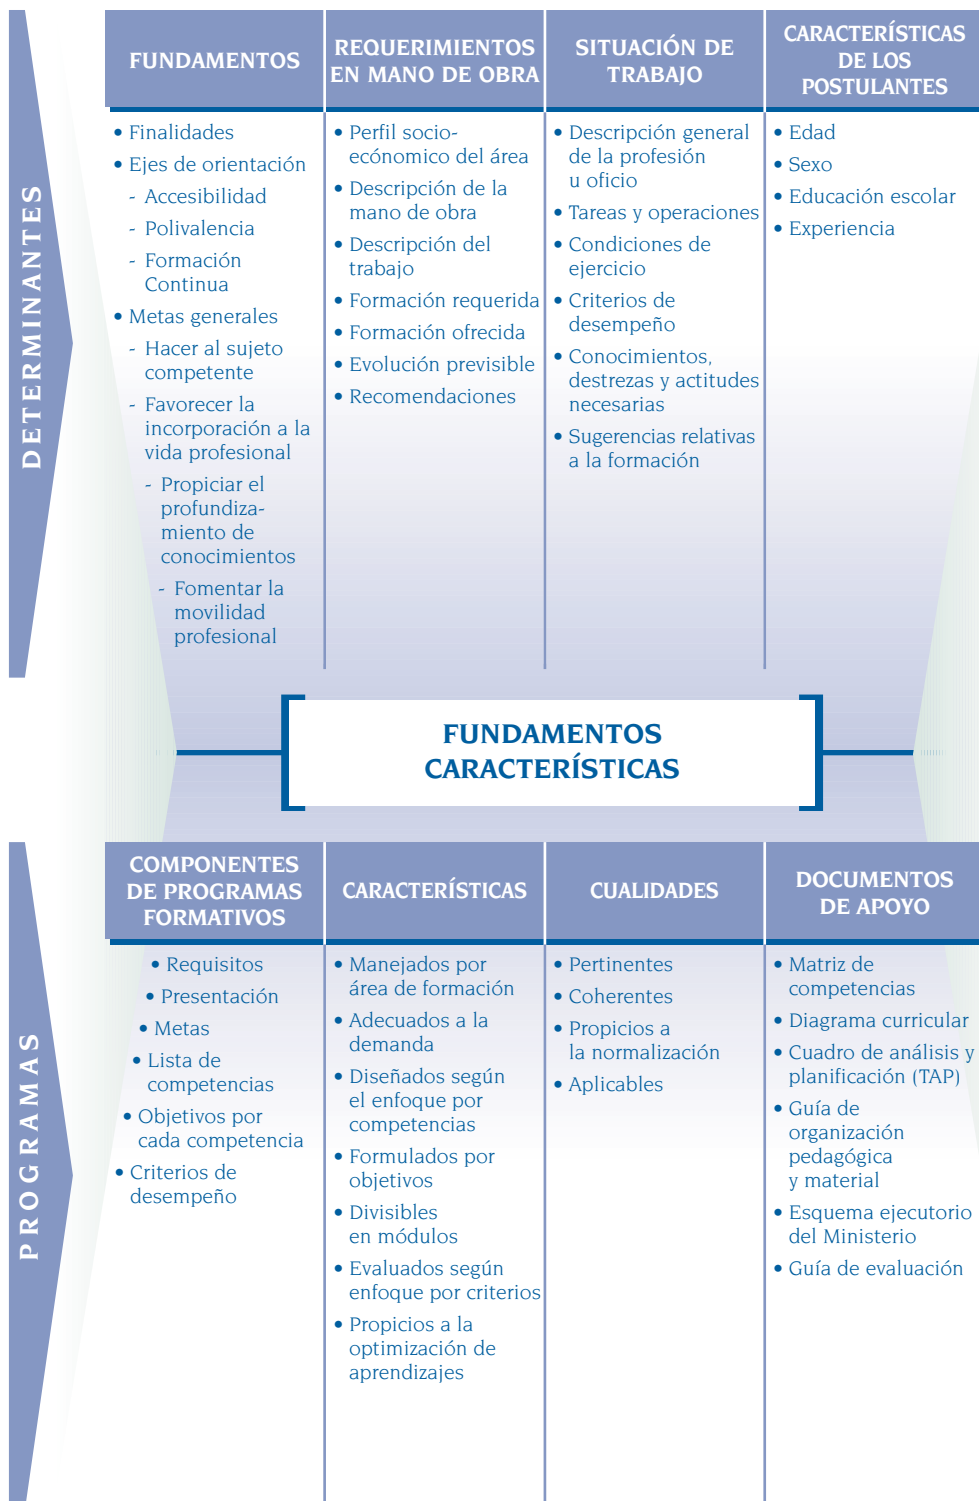 DETERMINANTES
FUNDAMENTOS
• Finalidades
• Ejes de orientación
- Accesibilidad
- Polivalencia
- Formación
Continua
• Metas generales
- Hacer al sujeto
competente
- Favorecer la
incorporación a la
vida profesional
- Propiciar el
profundiza-
miento de
conocimientos
- Fomentar la
movilidad
profesional
REQUERIMIENTOS
EN MANO DE OBRA
• Perfil socio-
ecónomico del área
• Descripción de la
mano de obra
• Descripción del
trabajo
• Formación requerida
• Formación ofrecida
• Evolución previsible
• Recomendaciones
SITUACIÓN DE
TRABAJO
• Descripción general
de la profesión
u oficio
• Tareas y operaciones
• Condiciones de
ejercicio
• Criterios de
desempeño
• Conocimientos,
destrezas y actitudes
necesarias
• Sugerencias relativas
a la formación
CARACTERÍSTICAS
DE LOS
POSTULANTES
• Edad
• Sexo
• Educación escolar
• Experiencia
FUNDAMENTOS
CARACTERÍSTICAS
PROGRAMAS
COMPONENTES
DE PROGRAMAS
FORMATIVOS
• Requisitos
• Presentación
• Metas
• Lista de
competencias
• Objetivos por
cada competencia
• Criterios de
desempeño
CARACTERÍSTICAS
• Manejados por
área de formación
• Adecuados a la
demanda
• Diseñados según
el enfoque por
competencias
• Formulados por
objetivos
• Divisibles
en módulos
• Evaluados según
enfoque por criterios
• Propicios a la
optimización de
aprendizajes
CUALIDADES
• Pertinentes
• Coherentes
• Propicios a
la normalización
• Aplicables
DOCUMENTOS
DE APOYO
• Matriz de
competencias
• Diagrama curricular
• Cuadro de análisis y
planificación (TAP)
• Guía de
organización
pedagógica
y material
• Esquema ejecutorio
del Ministerio
• Guía de evaluación